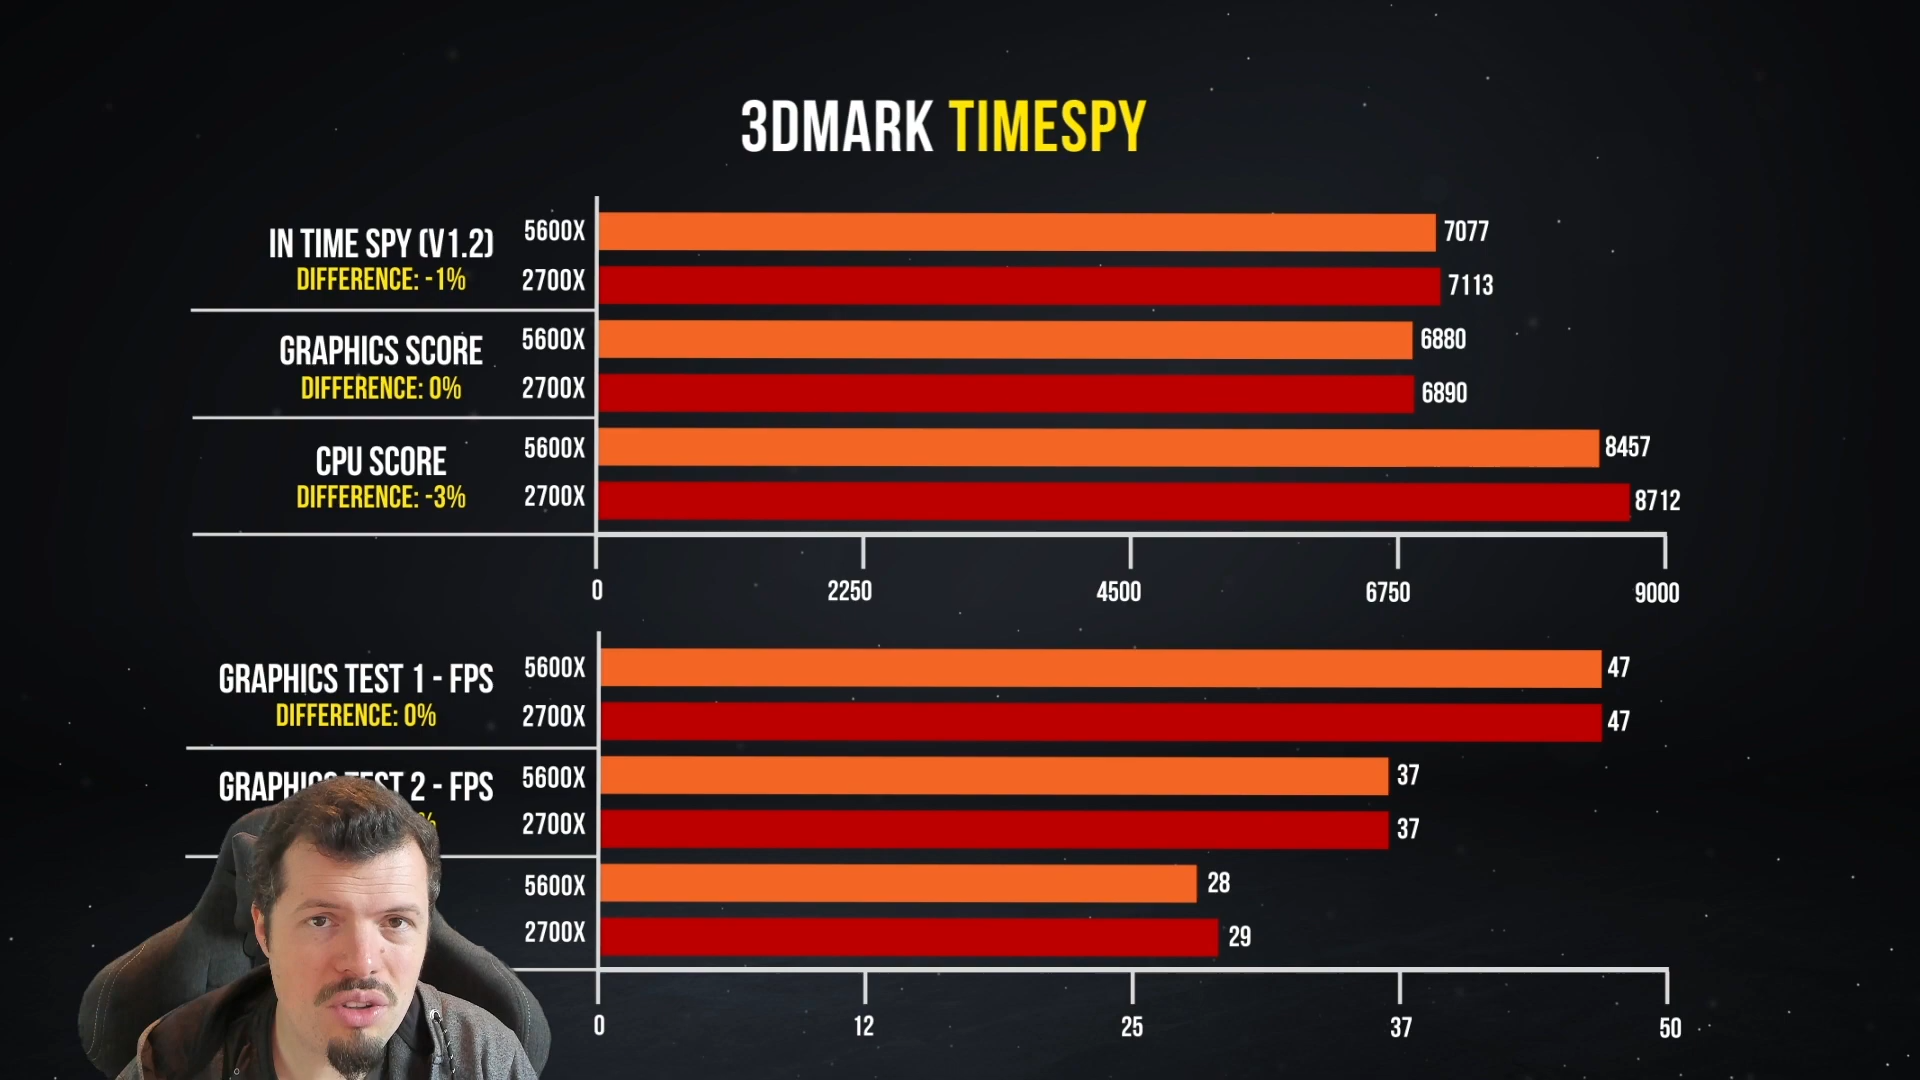 3DMARK TIMESPY
IN TIME SPY (V1.2)
DIFFERENCE: -1%
5600X
7077
2700X
7113
GRAPHICS SCORE
DIFFERENCE: 0%
5600X
6880
2700X
6890
CPU SCORE
DIFFERENCE: -3%
5600X
8457
2700X
8712
0 2250 4500 6750 9000
GRAPHICS TEST 1 - FPS
DIFFERENCE: 0%
5600X
47
2700X
47
2 - FPS
5600X
37
2700X
37
5600X
28
2700X
29
0 12 25 37 50